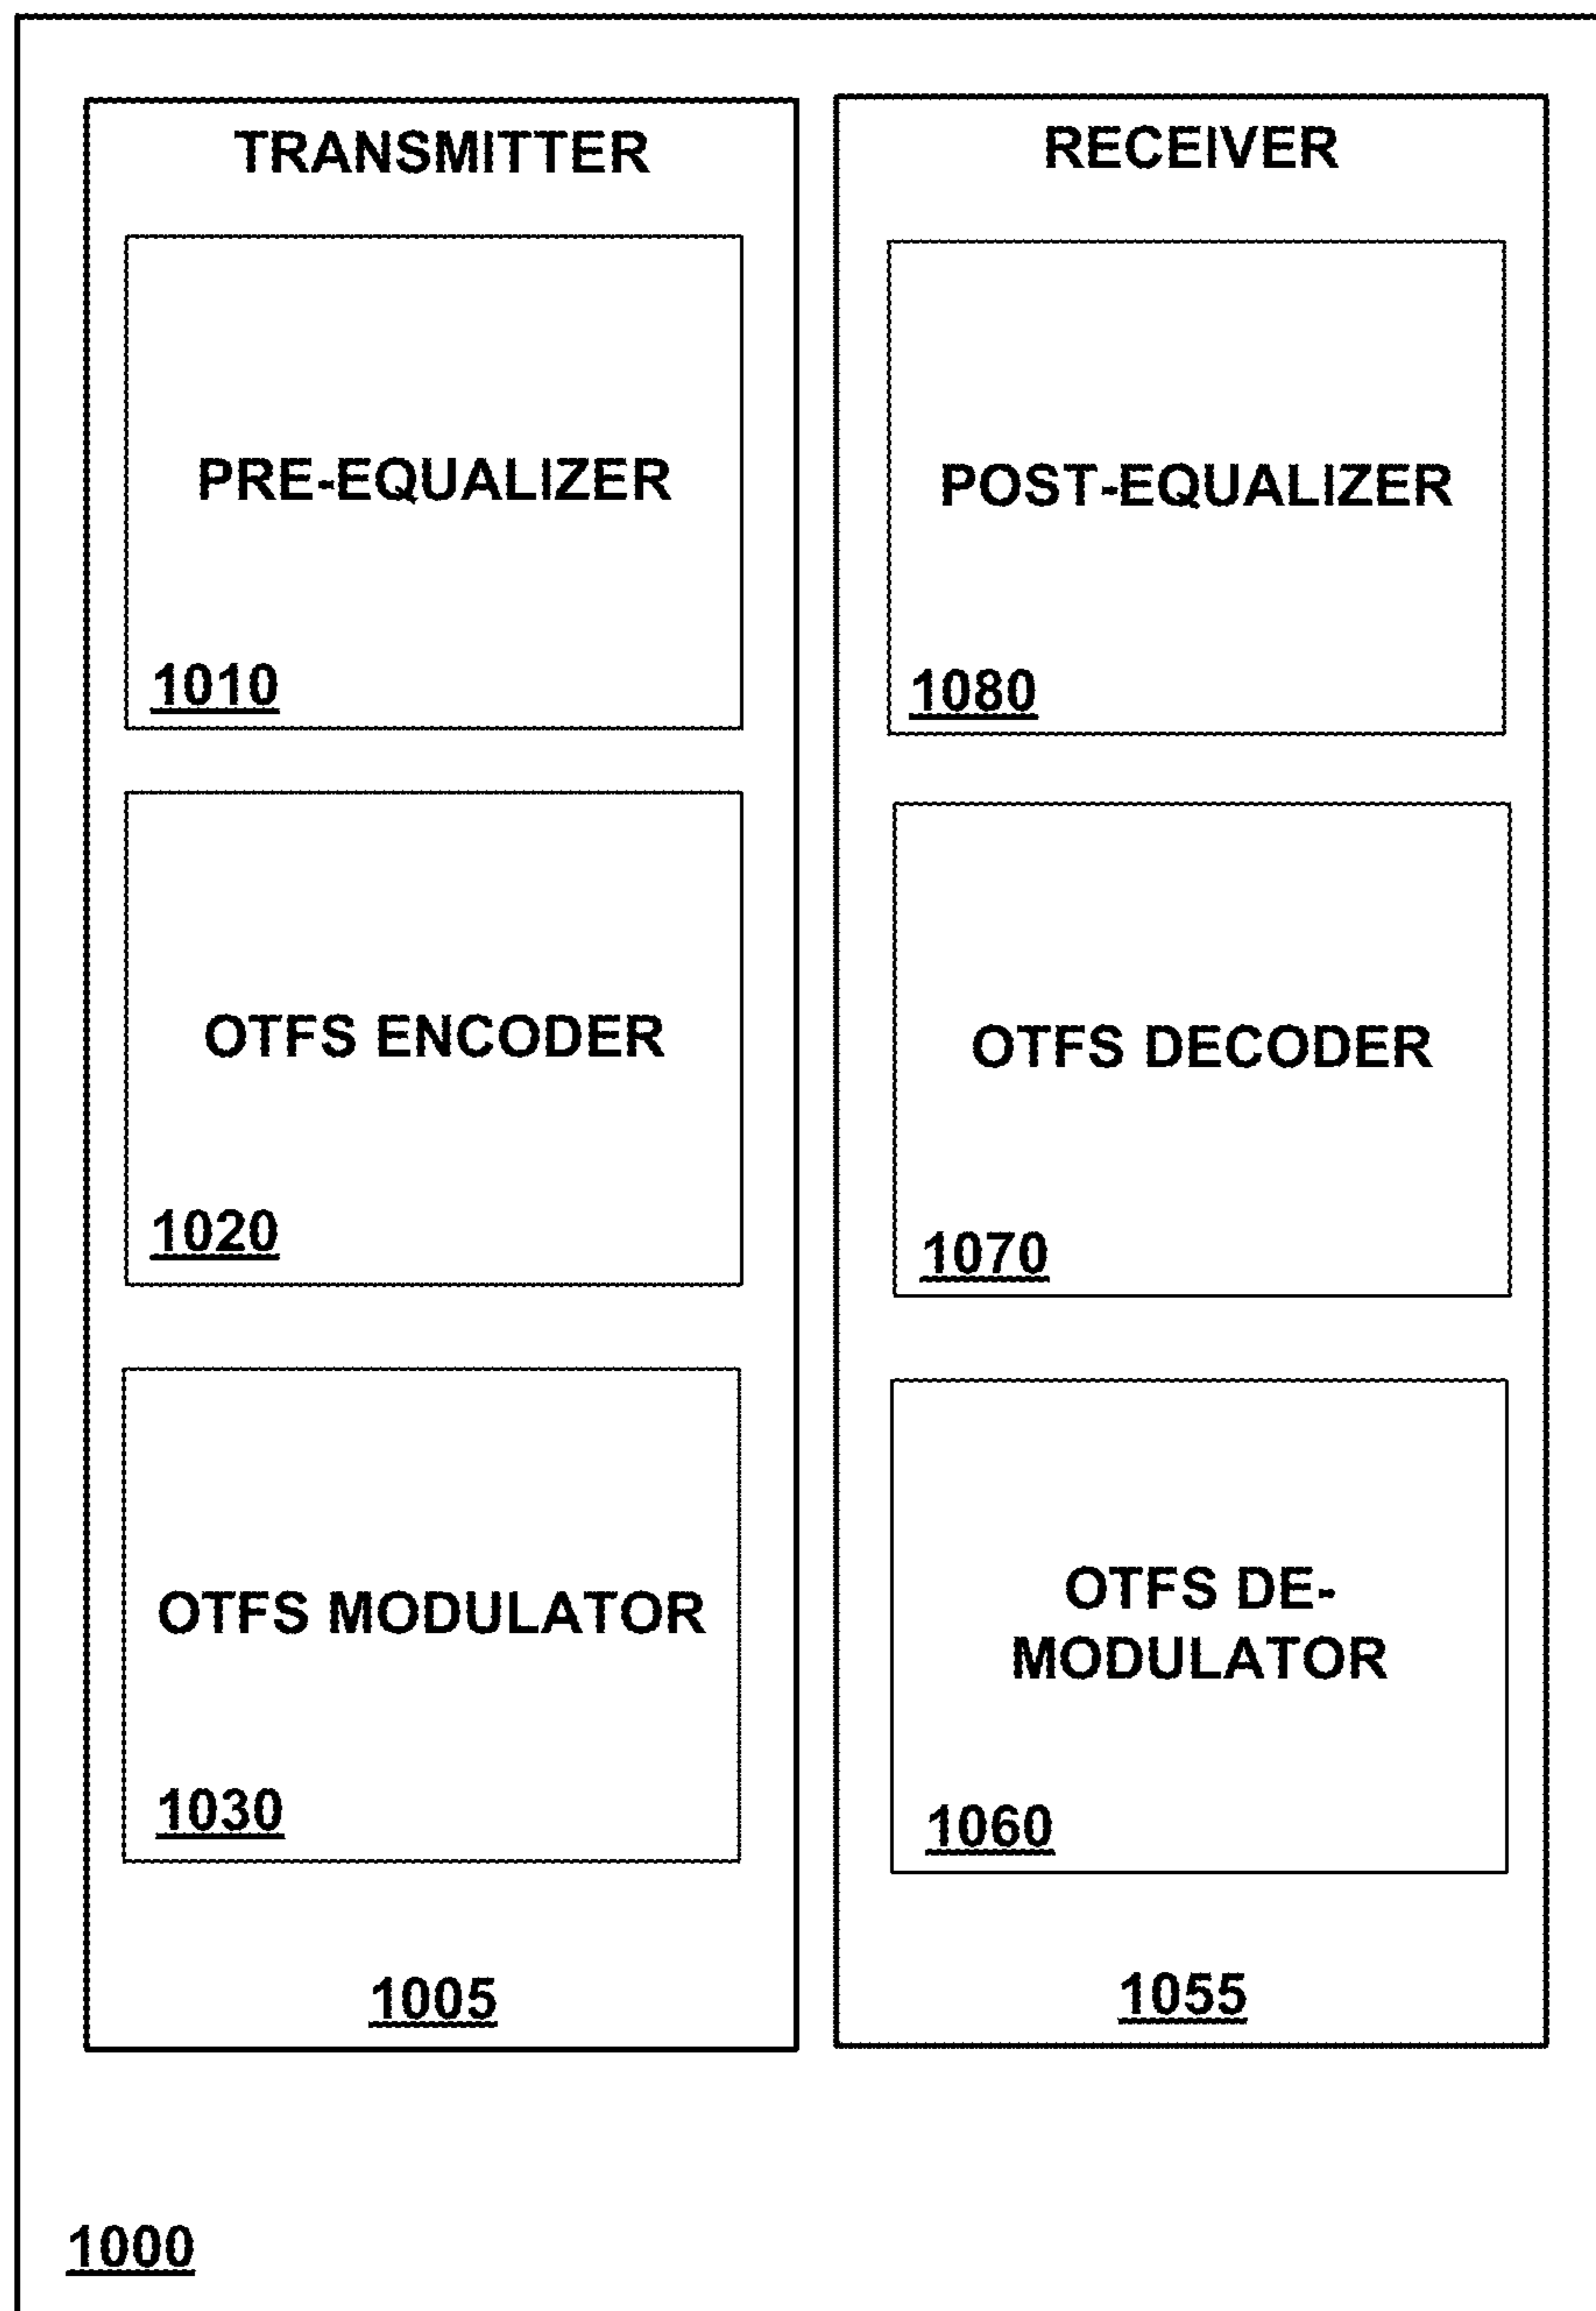 TRANSMITTER
PRE-EQUALIZER
1010
OTFS ENCODER
1020
OTFS MODULATOR
1030
1005
RECEIVER
POST-EQUALIZER
1080
OTFS DECODER
1070
OTFS DE-
MODULATOR
1060
1055
1000